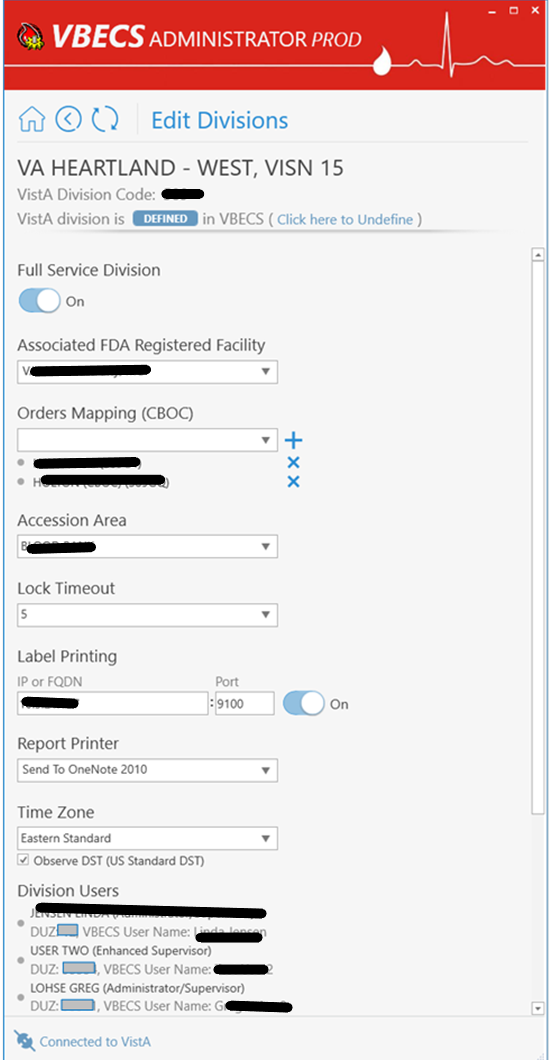 VBECS ADMINISTRATOR PROD
Edit Divisions
VA HEARTLAND - WEST, VISN 15
VistA Division Code:
VistA division is DEFINED in VBECS ( Click here to Undefine )
Full Service Division
On
Associated FDA Registered Facility
V
Orders Mapping (CBOC)
Accession Area
Lock Timeout
5
Label Printing
IP or FQDN Port
: 9100 On
Report Printer
Send To OneNote 2010
Time Zone
Eastern Standard
Observe DST (US Standard DST)
Division Users
DUZ: , VBECS User Name:
USER TWO (Enhanced Supervisor)
DUZ: , VBECS User Name: 2
LOHSE GREG (Administrator/Supervisor)
DUZ: , VBECS User Name: G
Connected to VistA